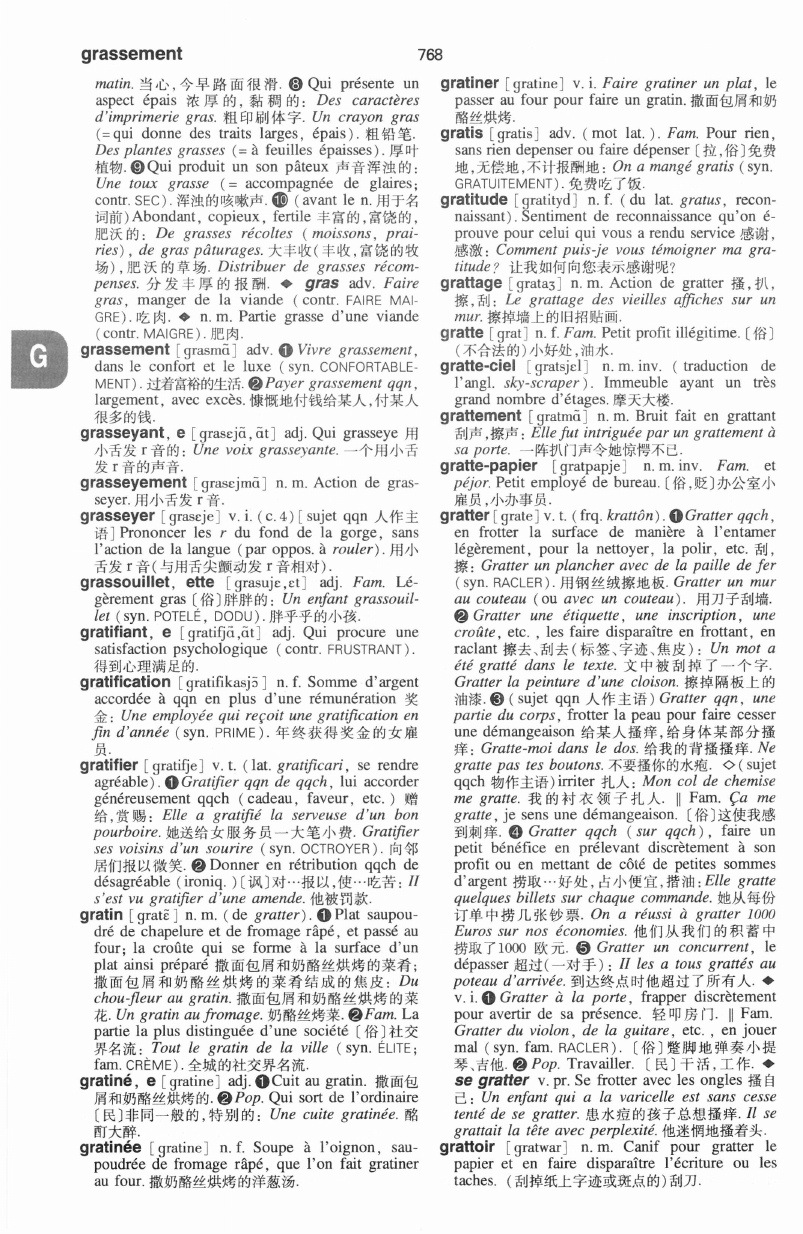 grassement
768
matin. 当心,今早路面很滑. ❽ Qui présente un
aspect épais 浓厚的, 黏稠的: Des caractères
d'imprimerie gras. 粗印刷体字. Un crayon gras
(=qui donne des traits larges, épais). 粗铅笔.
Des plantes grasses (= à feuilles épaisses). 厚叶
植物. ❾ Qui produit un son pâteux 声音浑浊的:
Une toux grasse (= accompagnée de glaires;
contr. SEC). 浑浊的咳嗽声. ❿ (avant le n. 用于名
词前) Abondant, copieux, fertile 丰富的,富饶的,
肥沃的: De grasses récoltes (moissons, prai-
ries), de gras pâturages. 大丰收(丰收,富饶的牧
场),肥沃的草场. Distribuer de grasses récom-
penses. 分发丰厚的报酬. ◆ gras adv. Faire
gras, manger de la viande (contr. FAIRE MAI-
GRE). 吃肉. ◆ n. m. Partie grasse d'une viande
(contr. MAIGRE). 肥肉.
G
grassement [grasmɑ̃] adv. ❶ Vivre grassement,
dans le confort et le luxe (syn. CONFORTABLE-
MENT). 过着富裕的生活. ❷ Payer grassement qqn,
largement, avec excès. 慷慨地付钱给某人,付某人
很多的钱.
grasseyant, e [grasɛjɑ̃, ɑ̃t] adj. Qui grasseye 用
小舌发 r 音的: Une voix grasseyante. 一个用小舌
发 r 音的声音.
grasseyement [grasɛjmɑ̃] n. m. Action de gras-
seyer. 用小舌发 r 音.
grasseyer [grasɛje] v. i. (c. 4) [sujet qqn 人作主
语] Prononcer les r du fond de la gorge, sans
l'action de la langue (par oppos. à rouler). 用小
舌发 r 音(与用舌尖颤动发 r 音相对).
grassouillet, ette [grasujɛ, ɛt] adj. Fam. Lé-
gèrement gras〔俗〕胖胖的: Un enfant grassouil-
let (syn. POTELÉ, DODU). 胖乎乎的小孩.
gratifiant, e [gratifjɑ̃, ɑ̃t] adj. Qui procure une
satisfaction psychologique (contr. FRUSTRANT).
得到心理满足的.
gratification [gratifikasjɔ̃] n. f. Somme d'argent
accordée à qqn en plus d'une rémunération 奖
金: Une employée qui reçoit une gratification en
fin d'année (syn. PRIME). 年终获得奖金的女雇
员.
gratifier [gratifje] v. t. (lat. gratificari, se rendre
agréable). ❶ Gratifier qqn de qqch, lui accorder
généreusement qqch (cadeau, faveur, etc.) 赠
给,赏赐: Elle a gratifié la serveuse d'un bon
pourboire. 她送给女服务员一大笔小费. Gratifier
ses voisins d'un sourire (syn. OCTROYER). 向邻
居们报以微笑. ❷ Donner en rétribution qqch de
désagréable (ironiq.)〔讽〕对…报以,使…吃苦: Il
s'est vu gratifier d'une amende. 他被罚款.
gratin [gratɛ̃] n. m. (de gratter). ❶ Plat saupou-
dré de chapelure et de fromage râpé, et passé au
four; la croûte qui se forme à la surface d'un
plat ainsi préparé 撒面包屑和奶酪丝烘烤的菜肴;
撒面包屑和奶酪丝烘烤的菜肴结成的焦皮: Du
chou-fleur au gratin. 撒面包屑和奶酪丝烘烤的菜
花. Un gratin au fromage. 奶酪丝烤菜. ❷ Fam. La
partie la plus distinguée d'une société〔俗〕社交
界名流: Tout le gratin de la ville (syn. ÉLITE;
fam. CRÈME). 全城的社交界名流.
gratiné, e [gratine] adj. ❶ Cuit au gratin. 撒面包
屑和奶酪丝烘烤的. ❷ Pop. Qui sort de l'ordinaire
〔民〕非同一般的,特别的: Une cuite gratinée. 酩
酊大醉.
gratinée [gratine] n. f. Soupe à l'oignon, sau-
poudrée de fromage râpé, que l'on fait gratiner
au four. 撒奶酪丝烘烤的洋葱汤.
gratiner [gratine] v. i. Faire gratiner un plat, le
passer au four pour faire un gratin. 撒面包屑和奶
酪丝烘烤.
gratis [gratis] adv. (mot lat.). Fam. Pour rien,
sans rien depenser ou faire dépenser〔拉,俗〕免费
地,无偿地,不计报酬地: On a mangé gratis (syn.
GRATUITEMENT). 免费吃了饭.
gratitude [gratityd] n. f. (du lat. gratus, recon-
naissant). Sentiment de reconnaissance qu'on é-
prouve pour celui qui vous a rendu service 感谢,
感激: Comment puis-je vous témoigner ma gra-
titude? 让我如何向您表示感谢呢?
grattage [grataʒ] n. m. Action de gratter 搔,扒,
擦,刮: Le grattage des vieilles affiches sur un
mur. 擦掉墙上的旧招贴画.
gratte [grat] n. f. Fam. Petit profit illégitime.〔俗〕
(不合法的)小好处,油水.
gratte-ciel [gratsjel] n. m. inv. (traduction de
l'angl. sky-scraper). Immeuble ayant un très
grand nombre d'étages. 摩天大楼.
grattement [gratmɑ̃] n. m. Bruit fait en grattant
刮声,擦声: Elle fut intriguée par un grattement à
sa porte. 一阵扒门声令她惊愕不已.
gratte-papier [gratpapje] n. m. inv. Fam. et
péjor. Petit employé de bureau.〔俗,贬〕办公室小
雇员,小办事员.
gratter [grate] v. t. (frq. krattôn). ❶ Gratter qqch,
en frotter la surface de manière à l'entamer
légèrement, pour la nettoyer, la polir, etc. 刮,
擦: Gratter un plancher avec de la paille de fer
(syn. RACLER). 用钢丝绒擦地板. Gratter un mur
au couteau (ou avec un couteau). 用刀子刮墙.
❷ Gratter une étiquette, une inscription, une
croûte, etc., les faire disparaître en frottant, en
raclant 擦去、刮去(标签、字迹、焦皮): Un mot a
été gratté dans le texte. 文中被刮掉了一个字.
Gratter la peinture d'une cloison. 擦掉隔板上的
油漆. ❸ (sujet qqn 人作主语) Gratter qqn, une
partie du corps, frotter la peau pour faire cesser
une démangeaison 给某人搔痒,给身体某部分搔
痒: Gratte-moi dans le dos. 给我的背搔搔痒. Ne
gratte pas tes boutons. 不要搔你的水疱. ◇ (sujet
qqch 物作主语) irriter 扎人: Mon col de chemise
me gratte. 我的衬衣领子扎人. ‖ Fam. Ça me
gratte, je sens une démangeaison.〔俗〕这使我感
到刺痒. ❹ Gratter qqch (sur qqch), faire un
petit bénéfice en prélevant discrètement à son
profit ou en mettant de côté de petites sommes
d'argent 捞取…好处,占小便宜,揩油: Elle gratte
quelques billets sur chaque commande. 她从每份
订单中捞几张钞票. On a réussi à gratter 1000
Euros sur nos économies. 他们从我们的积蓄中
捞取了1000 欧元. ❺ Gratter un concurrent, le
dépasser 超过(一对手): Il les a tous grattés au
poteau d'arrivée. 到达终点时他超过了所有人. ◆
v. i. ❶ Gratter à la porte, frapper discrètement
pour avertir de sa présence. 轻叩房门. ‖ Fam.
Gratter du violon, de la guitare, etc., en jouer
mal (syn. fam. RACLER).〔俗〕蹩脚地弹奏小提
琴、吉他. ❷ Pop. Travailler.〔民〕干活,工作. ◆
se gratter v. pr. Se frotter avec les ongles 搔自
己: Un enfant qui a la varicelle est sans cesse
tenté de se gratter. 患水痘的孩子总想搔痒. Il se
grattait la tête avec perplexité. 他迷惘地搔着头.
grattoir [gratwar] n. m. Canif pour gratter le
papier et en faire disparaître l'écriture ou les
taches. (刮掉纸上字迹或斑点的)刮刀.